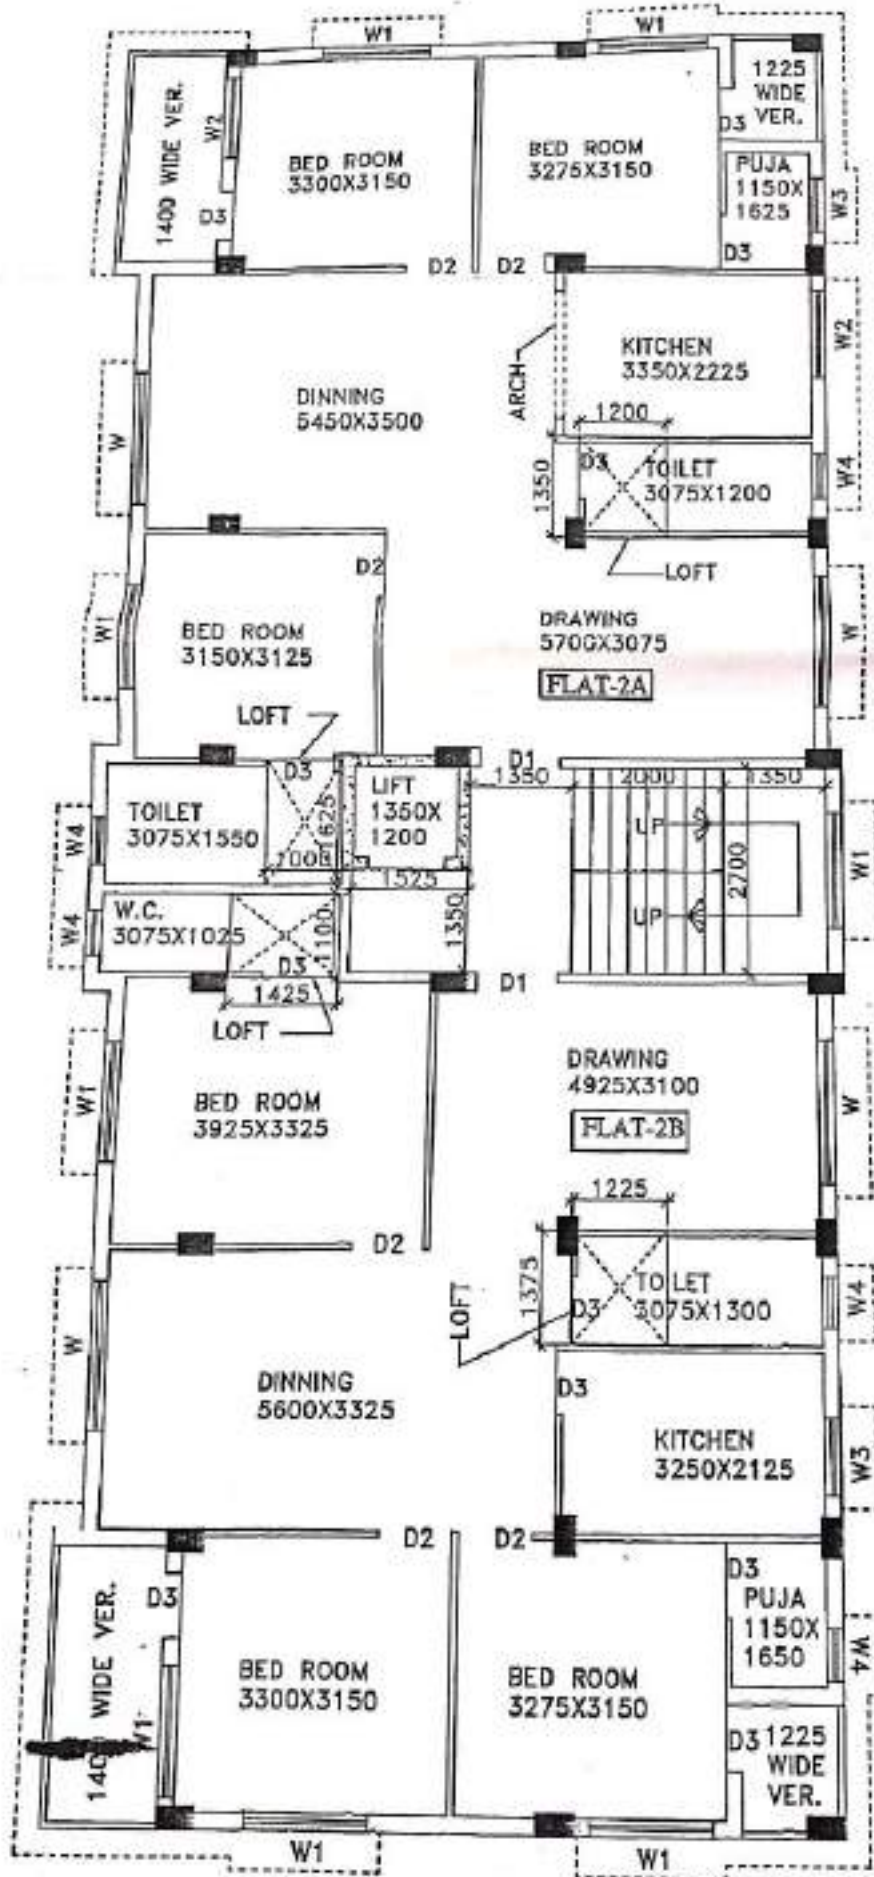 W1
W1
1400 WIDE VER.
W2
D3
BED ROOM
3300X3150
BED ROOM
3275X3150
1225
WIDE
VER.
D3
PUJA
1150X
1625
D3
W3
D2
D2
DINNING
5450X3500
W
ARCH
KITCHEN
3350X2225
W2
1200
1350
D3
TOILET
3075X1200
W4
LOFT
D2
W1
BED ROOM
3150X3125
DRAWING
5700X3075
FLAT-2A
W
LOFT
D3
D1
1350
2000
1350
TOILET
3075X1550
1625
LIFT
1350X
1200
W4
UP
UP
2700
W1
1525
W.C.
3075X1025
W4
1100
1350
D3
1425
LOFT
D1
BED ROOM
3925X3325
W1
DRAWING
4925X3100
FLAT-2B
W
1225
D2
1375
D3
TOILET
3075X1300
W4
LOFT
W
DINNING
5600X3325
D3
KITCHEN
3250X2125
W3
D2
D2
1400 WIDE VER.
D3
W1
BED ROOM
3300X3150
BED ROOM
3275X3150
D3
PUJA
1150X
1650
W4
D3
1225
WIDE
VER.
W1
W1